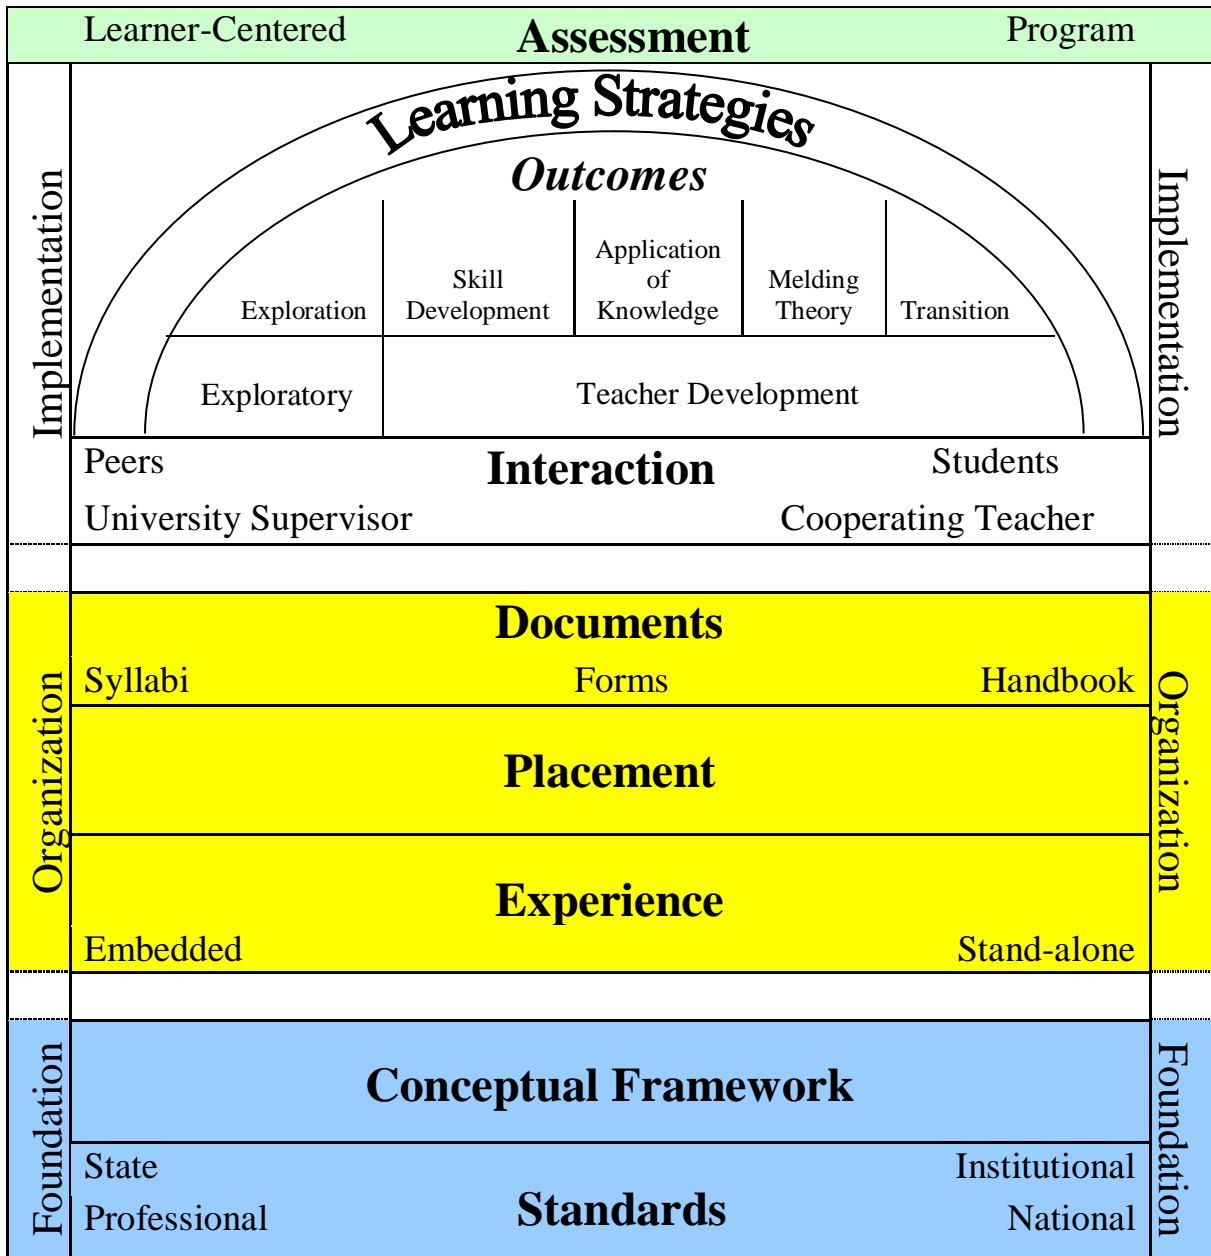 Learner-Centered Assessment Program
Implementation
Implementation
Learning Strategies
Outcomes
Exploration
Skill
Development
Application
of
Knowledge
Melding
Theory
Transition
Exploratory Teacher Development
Peers Interaction Students
University Supervisor Cooperating Teacher
Organization
Organization
Documents
Syllabi Forms Handbook
Placement
Experience
Embedded Stand-alone
Foundation
Foundation
Conceptual Framework
State Institutional
Professional Standards National